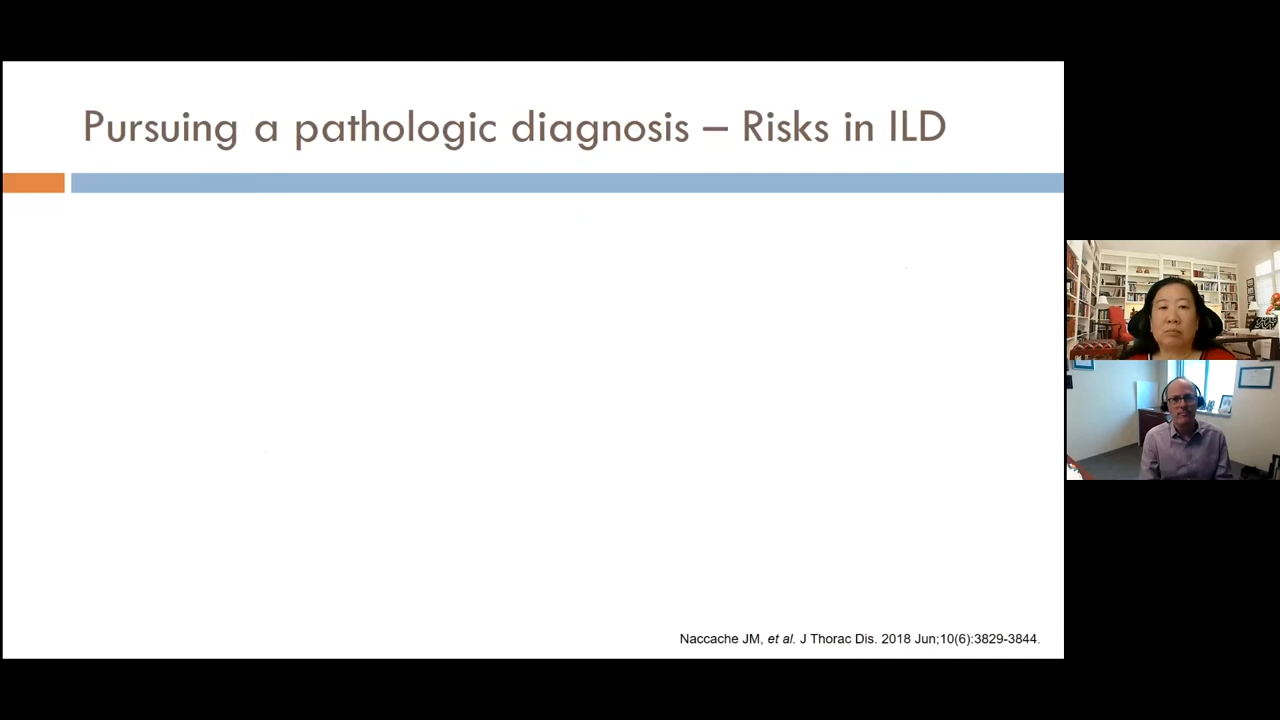 Pursuing a pathologic diagnosis – Risks in ILD
Naccache JM, et al. J Thorac Dis. 2018 Jun;10(6):3829-3844.